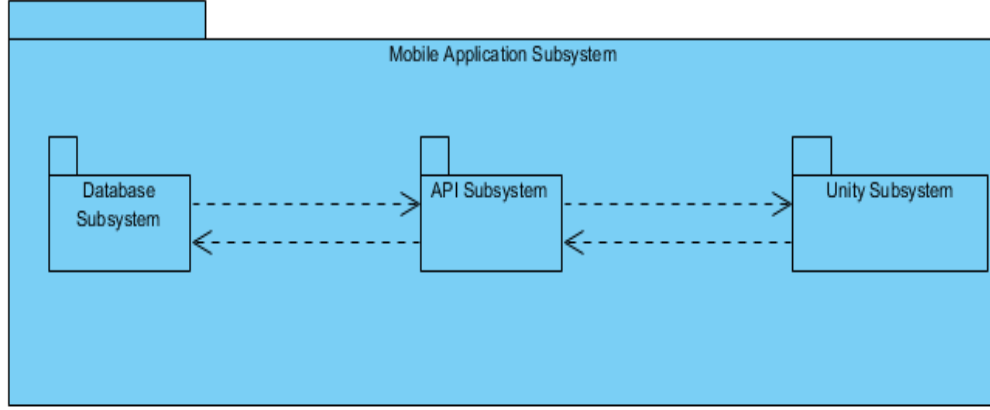 Mobile Application Subsystem
Database
Subsystem
API Subsystem
Unity Subsystem